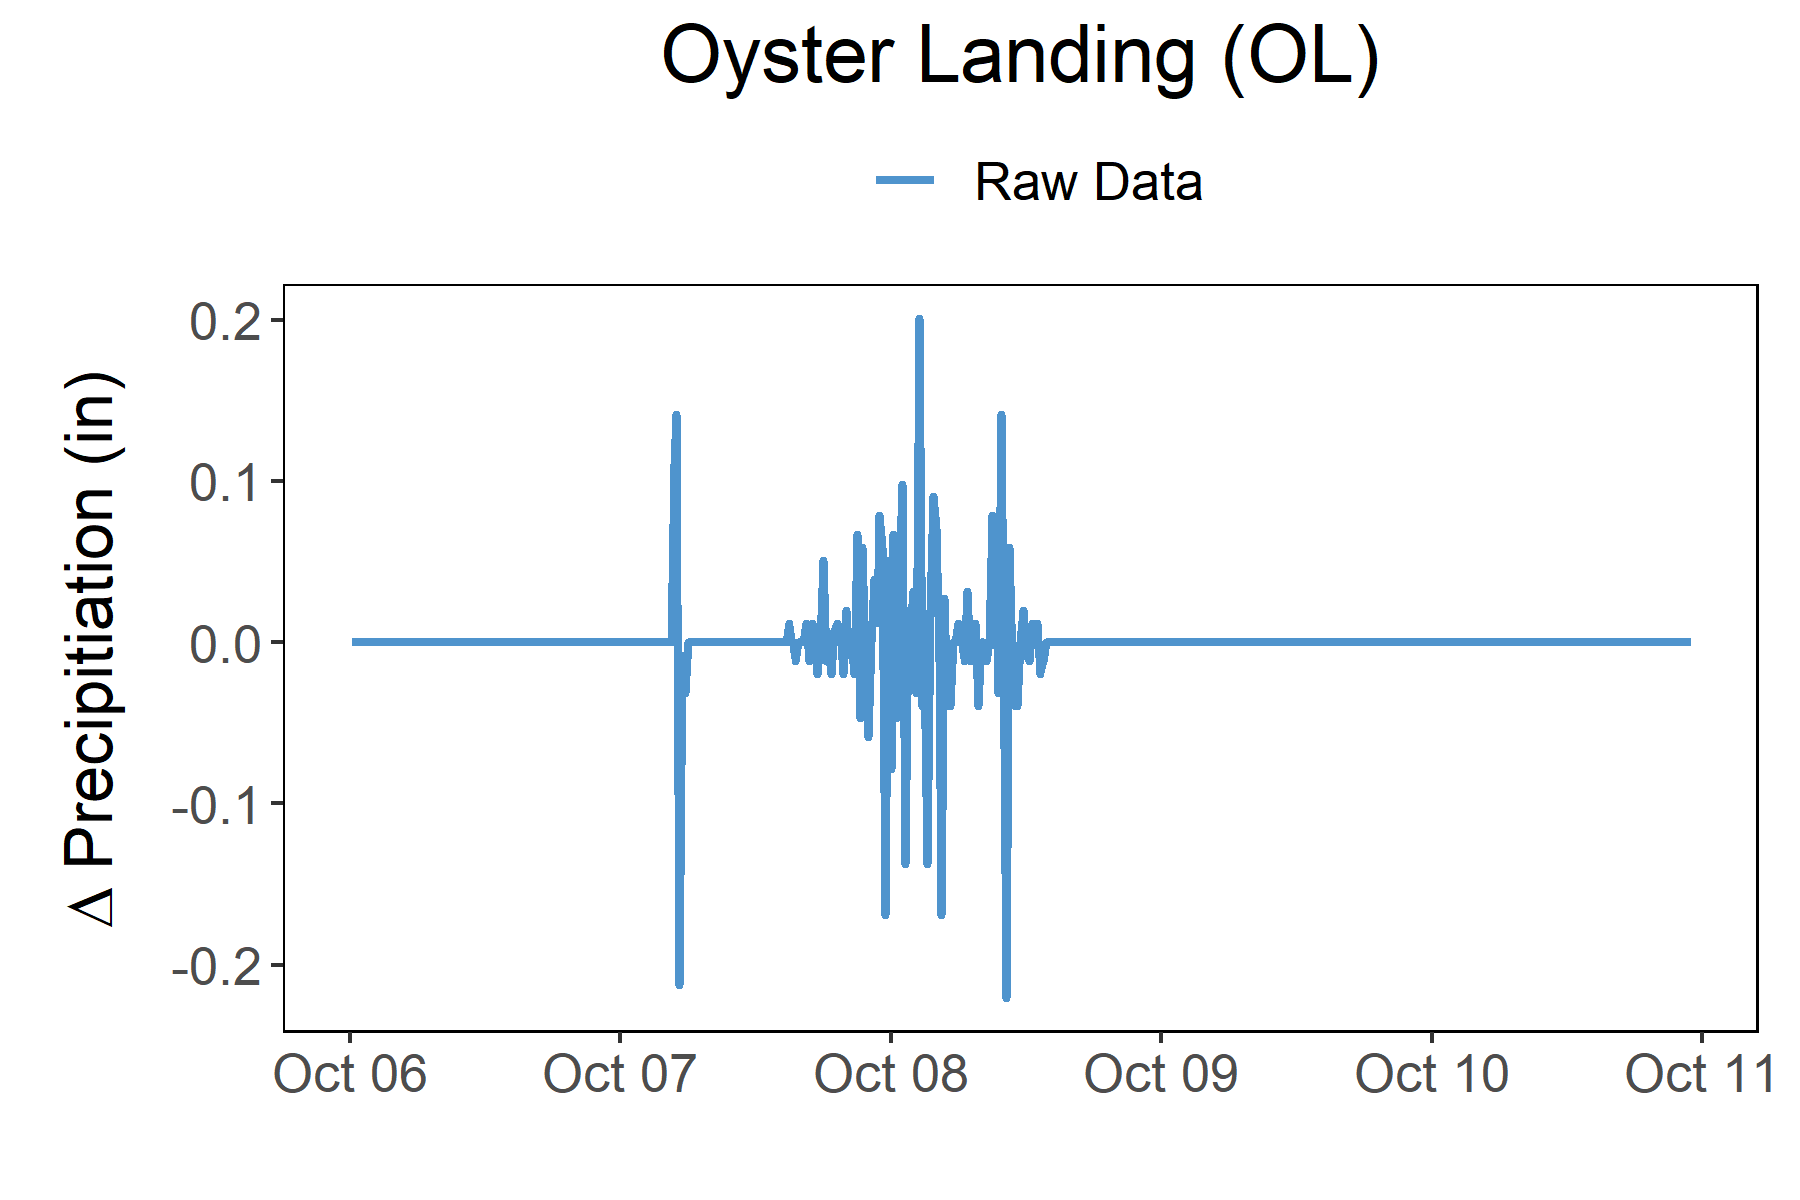 Oyster Landing (OL)
Raw Data
Δ Precipitiation (in)
0.2
0.1
0.0
-0.1
-0.2
Oct 06
Oct 07
Oct 08
Oct 09
Oct 10
Oct 11